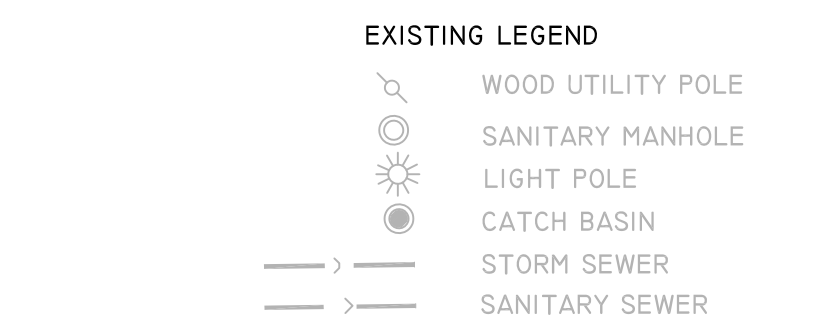 EXISTING LEGEND
WOOD UTILITY POLE
SANITARY MANHOLE
LIGHT POLE
CATCH BASIN
STORM SEWER
SANITARY SEWER